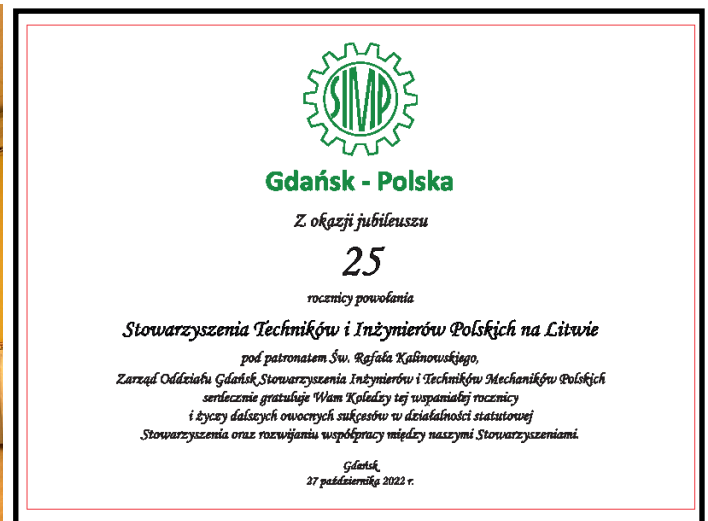 SIMP
Gdańsk - Polska
Z okazji jubileuszu
25
rocznicy powołania
Stowarzyszenia Techników i Inżynierów Polskich na Litwie
pod patronatem Św. Rafała Kalinowskiego,
Zarząd Oddziału Gdańsk Stowarzyszenia Inżynierów i Techników Mechaników Polskich
serdecznie gratuluje Wam Koledzy tej wspaniałej rocznicy
i życzy dalszych owocnych sukcesów w działalności statutowej
Stowarzyszenia oraz rozwijaniu współpracy między naszymi Stowarzyszeniami.
Gdańsk
27 października 2022 r.